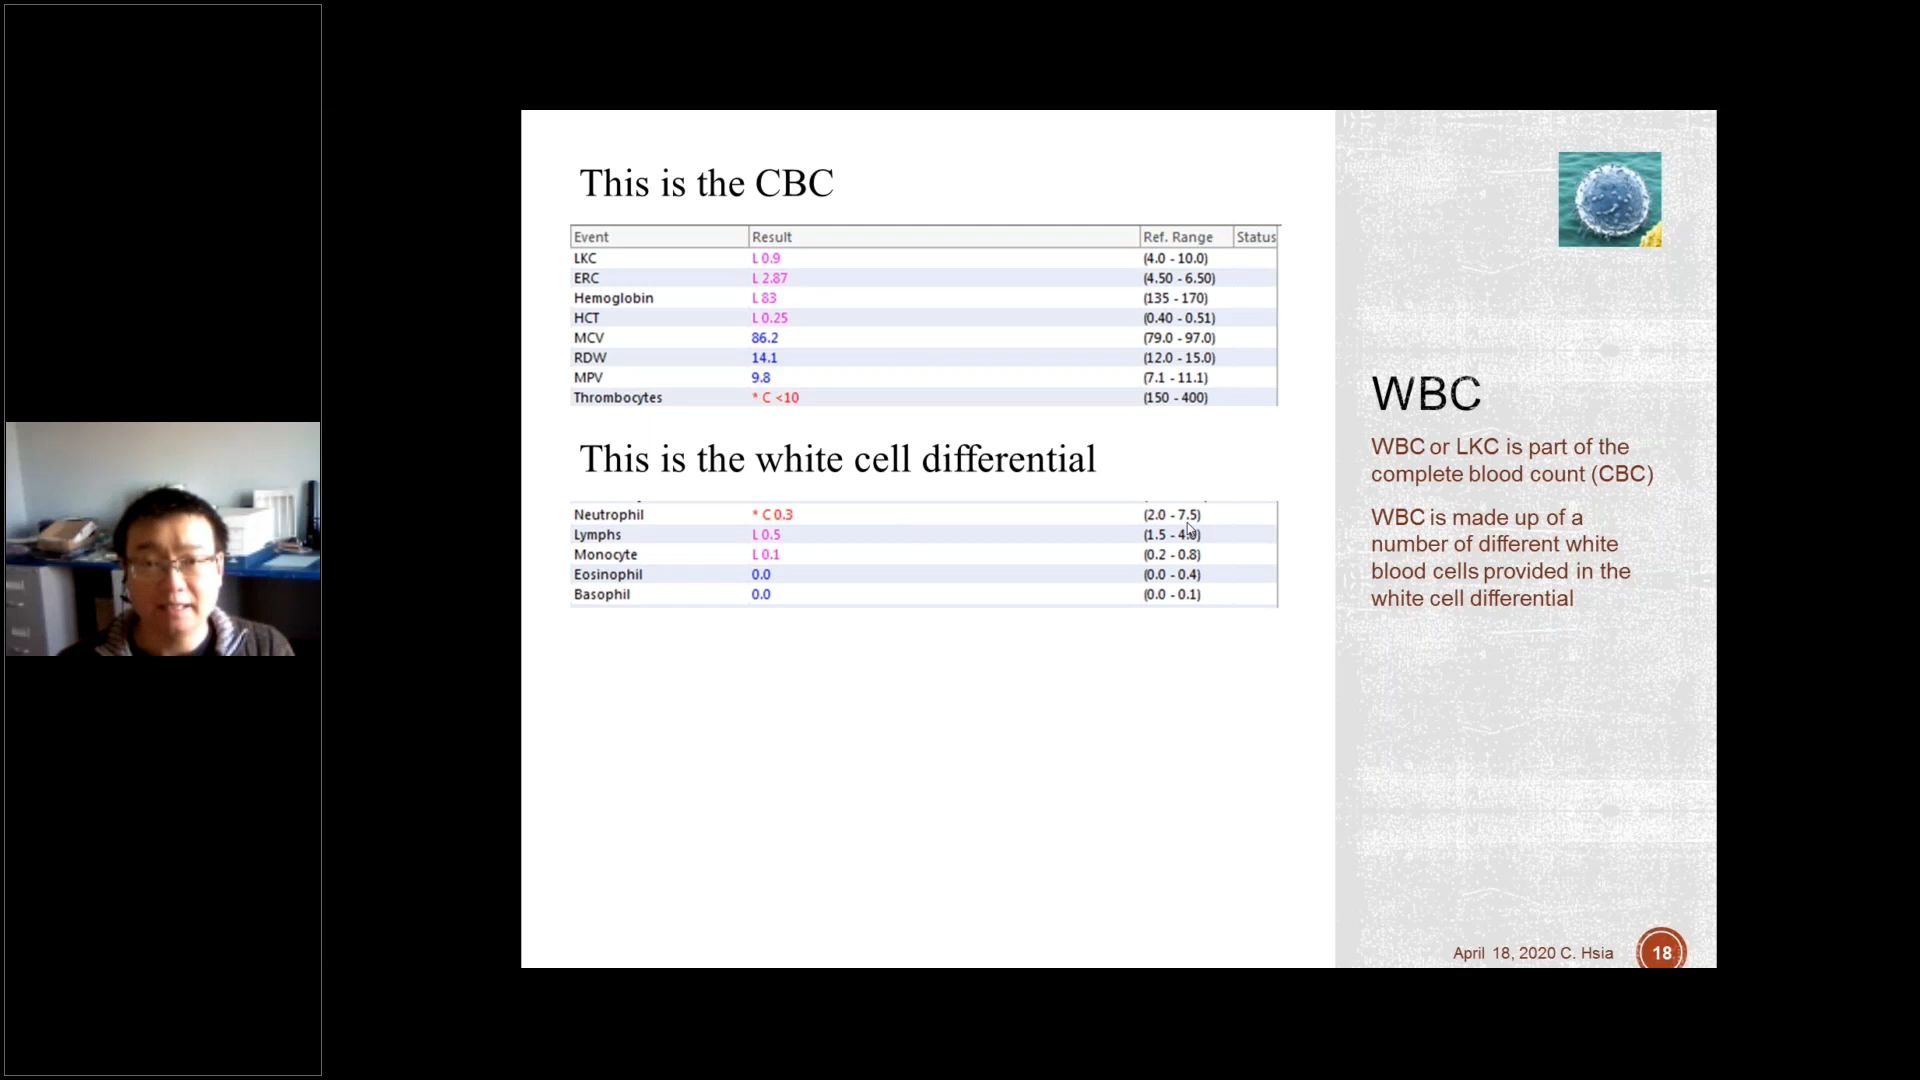 This is the CBC
Event Result Ref. Range Status
LKC L 0.9 (4.0 - 10.0)
ERC L 2.87 (4.50 - 6.50)
Hemoglobin L 83 (135 - 170)
HCT L 0.25 (0.40 - 0.51)
MCV 86.2 (79.0 - 97.0)
RDW 14.1 (12.0 - 15.0)
MPV 9.8 (7.1 - 11.1)
Thrombocytes * C <10 (150 - 400)
This is the white cell differential
Neutrophil * C 0.3 (2.0 - 7.5)
Lymphs L 0.5 (1.5 - 4.0)
Monocyte L 0.1 (0.2 - 0.8)
Eosinophil 0.0 (0.0 - 0.4)
Basophil 0.0 (0.0 - 0.1)
WBC
WBC or LKC is part of the
complete blood count (CBC)
WBC is made up of a
number of different white
blood cells provided in the
white cell differential
April 18, 2020 C. Hsia
18